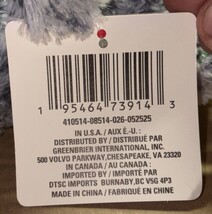 1 95464 73914 3
410514-08514-026-052525
IN U.S.A. / AUX É.-U. :
DISTRIBUTED BY / DISTRIBUÉ PAR
GREENBRIER INTERNATIONAL, INC.
500 VOLVO PARKWAY, CHESAPEAKE, VA 23320
IN CANADA / AU CANADA :
IMPORTED BY / IMPORTÉ PAR
DTSC IMPORTS BURNABY, BC V5G 4P3
MADE IN CHINA / FABRIQUÉ EN CHINE